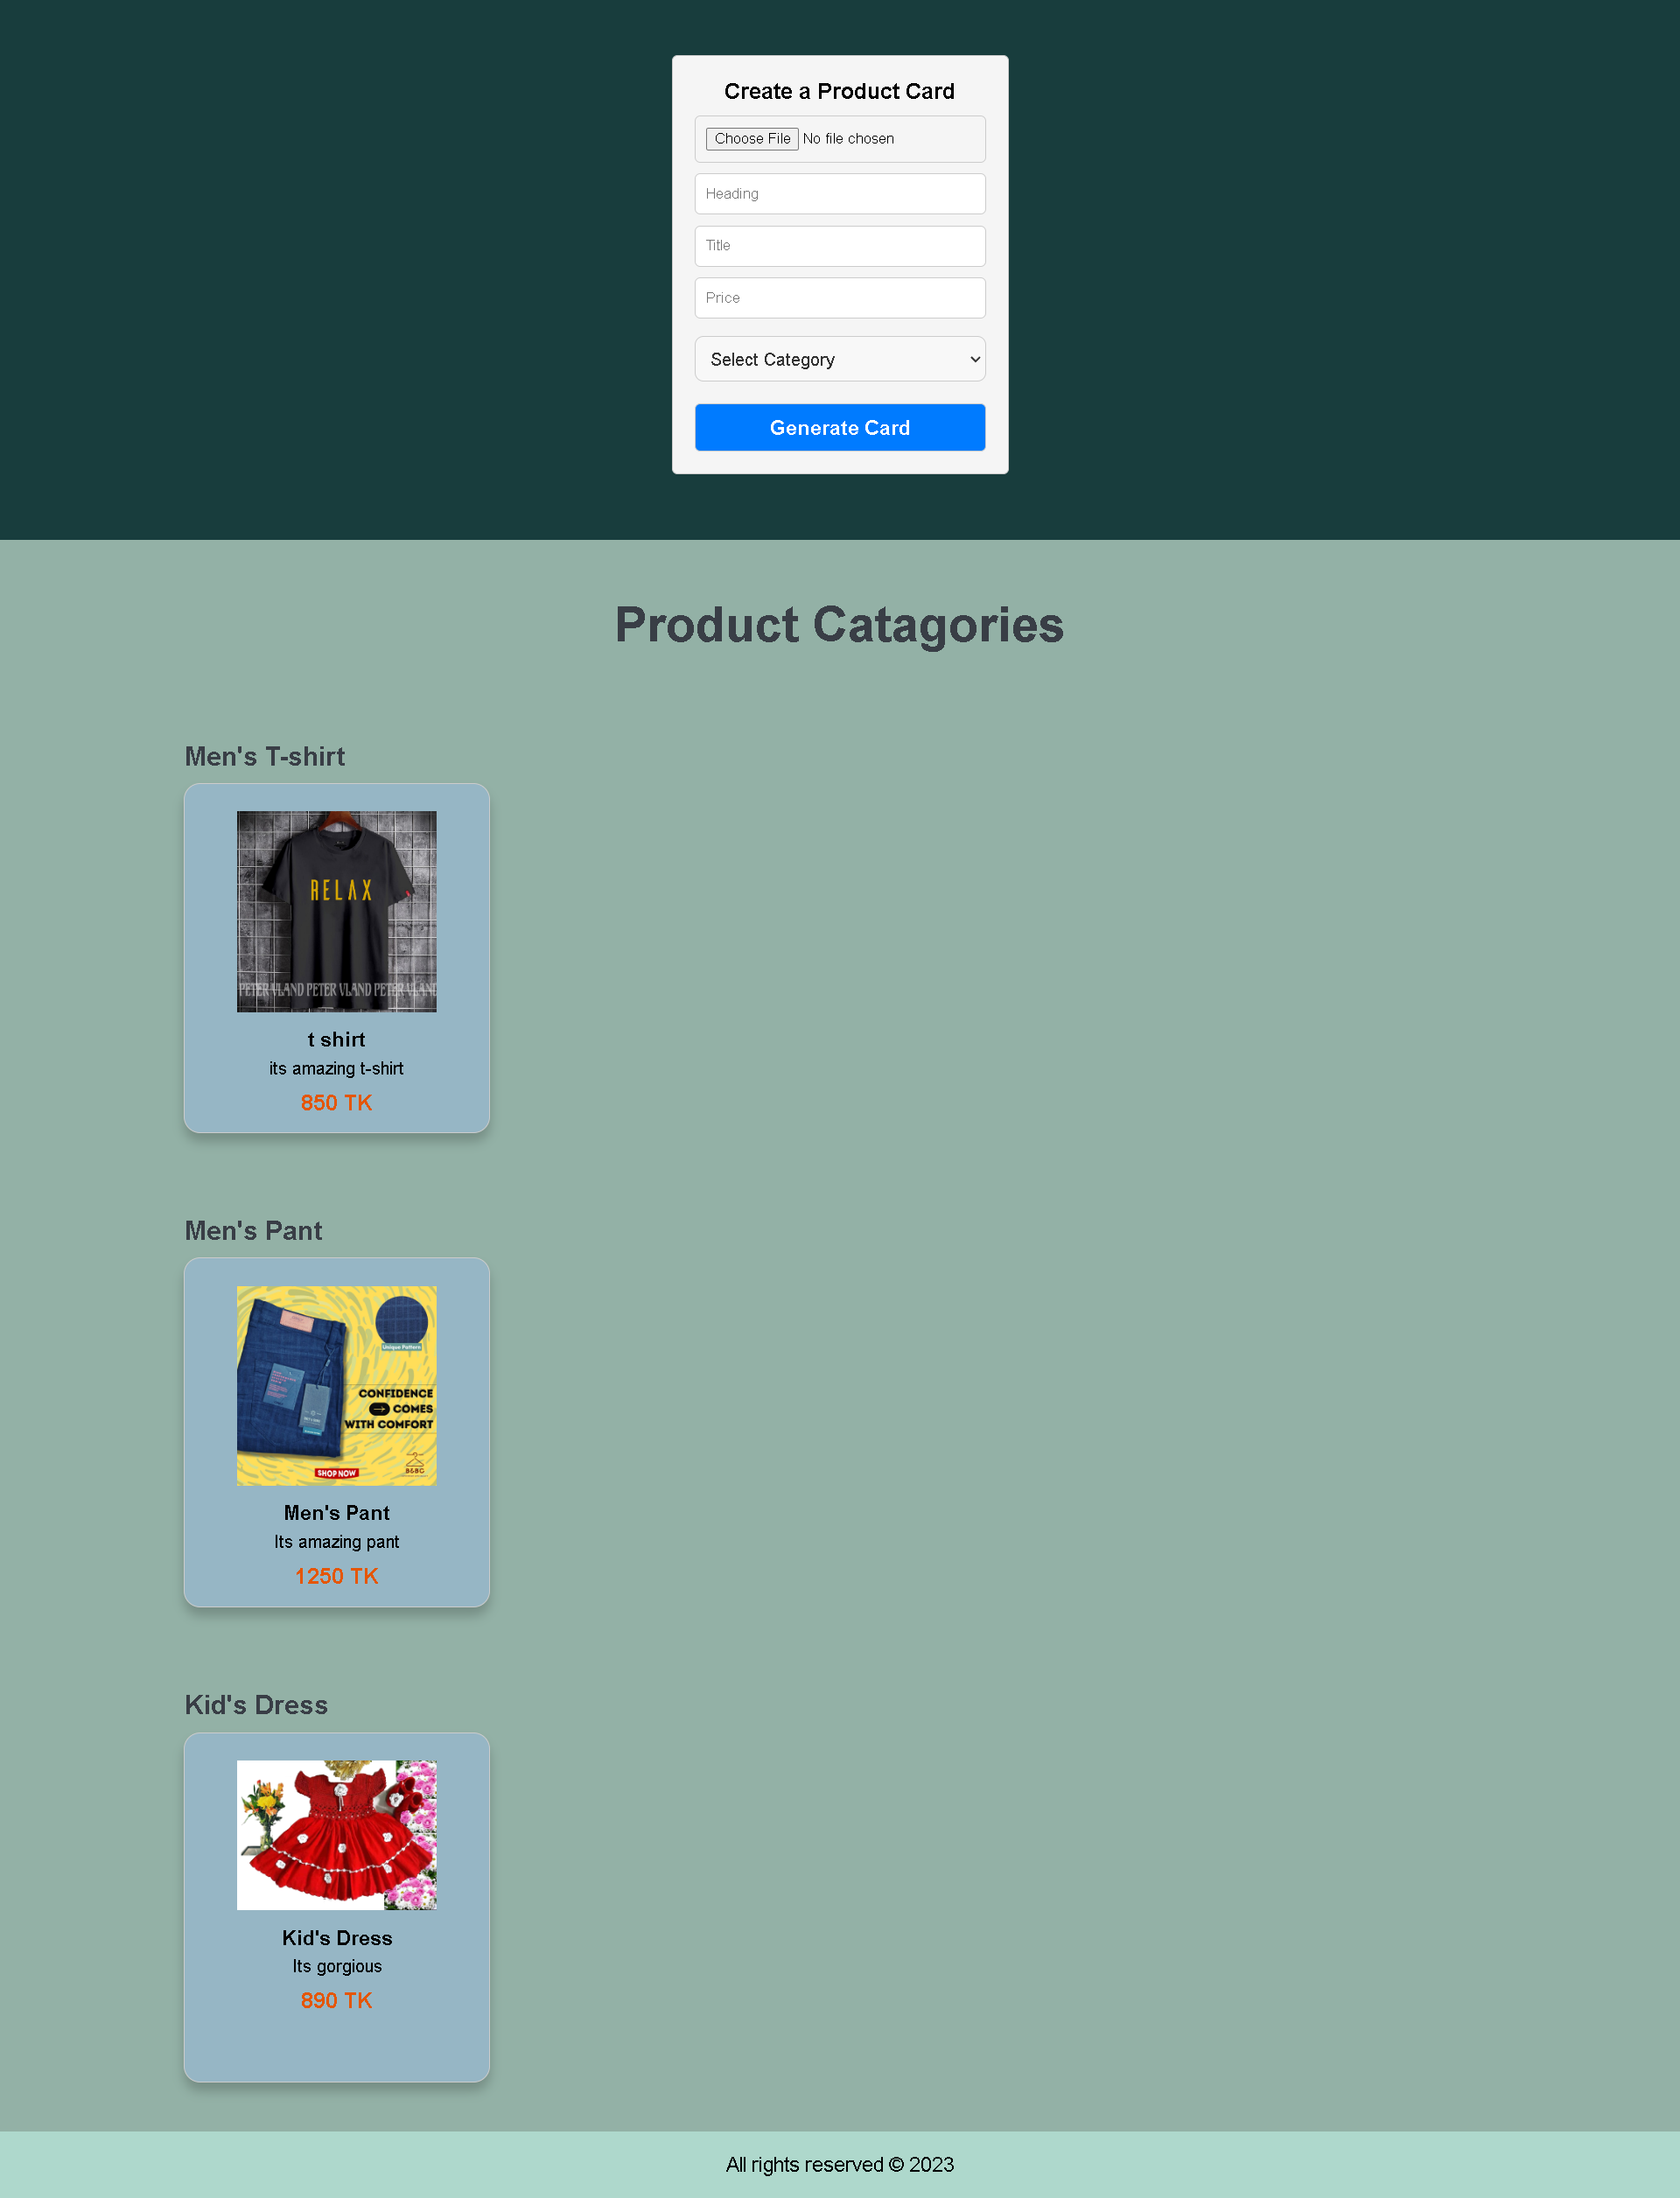 Create a Product Card
Choose File No file chosen
Heading
Title
Price
Select Category
Generate Card
Product Catagories
Men's T-shirt
RELAX
PETER VLAND PETER VLAND PETER VLAND
t shirt
its amazing t-shirt
850 TK
Men's Pant
Unique Pattern
CONFIDENCE
→ COMES
WITH COMFORT
SHOP NOW
Men's Pant
Its amazing pant
1250 TK
Kid's Dress
Kid's Dress
Its gorgious
890 TK
All rights reserved © 2023